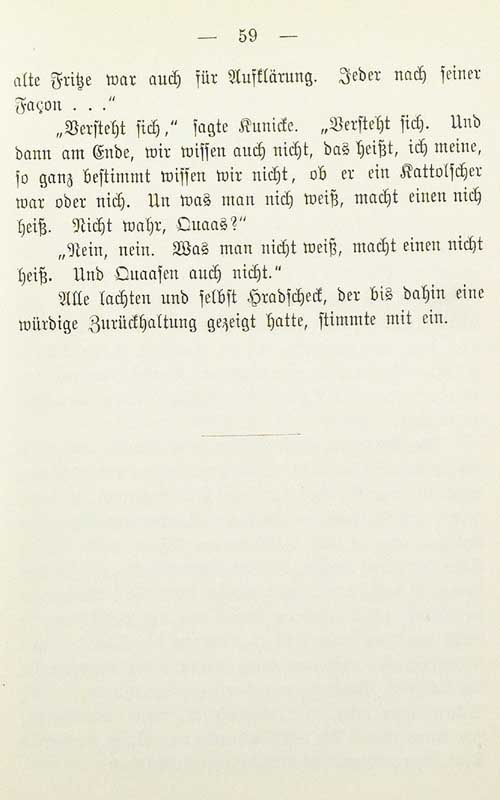 — 59 —
alte Fritze war auch für Aufklärung. Jeder nach seiner
Façon . . .“
„Versteht sich,“ sagte Kunicke. „Versteht sich. Und
dann am Ende, wir wissen auch nicht, das heißt, ich meine,
so ganz bestimmt wissen wir nicht, ob er ein Kattolscher
war oder nich. Un was man nich weiß, macht einen nich
heiß. Nicht wahr, Quaas?“
„Nein, nein. Was man nicht weiß, macht einen nicht
heiß. Und Quaasen auch nicht.“
Alle lachten und selbst Hradscheck, der bis dahin eine
würdige Zurückhaltung gezeigt hatte, stimmte mit ein.